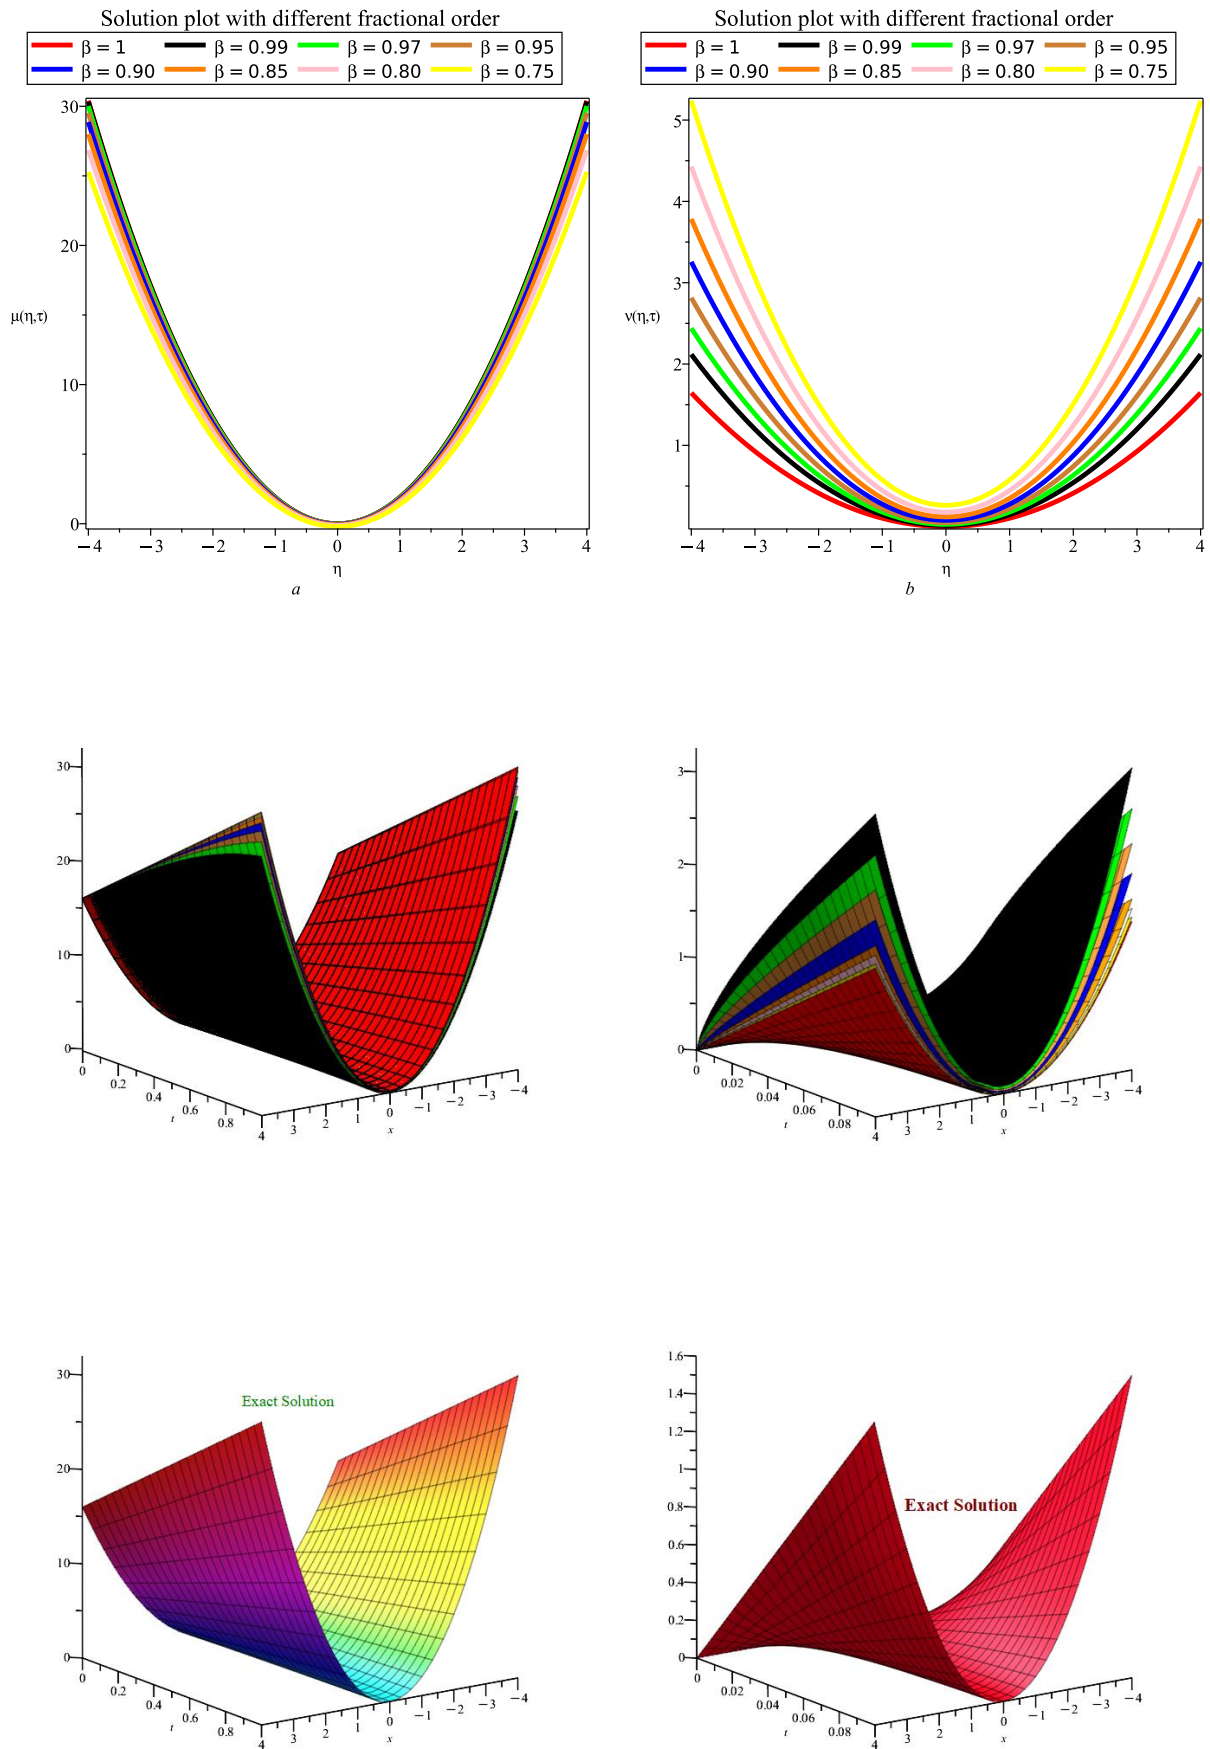 Solution plot with different fractional order
β = 1 β = 0.99 β = 0.97 β = 0.95
β = 0.90 β = 0.85 β = 0.80 β = 0.75
30
20
μ(η,τ)
10
0
−4 −3 −2 −1 0 1 2 3 4
η
a
Solution plot with different fractional order
β = 1 β = 0.99 β = 0.97 β = 0.95
β = 0.90 β = 0.85 β = 0.80 β = 0.75
5
4
3
ν(η,τ)
2
1
−4 −3 −2 −1 0 1 2 3 4
η
b
30
20
10
0
0 0.2 0.4 0.6 0.8
t
4 3 2 1 0 −1 −2 −3 −4
x
3
2
1
0
0 0.02 0.04 0.06 0.08
t
4 3 2 1 0 −1 −2 −3 −4
x
30
Exact Solution
20
10
0
0 0.2 0.4 0.6 0.8
t
4 3 2 1 0 −1 −2 −3 −4
x
1.6
1.4
1.2
1
0.8
Exact Solution
0.6
0.4
0.2
0
0 0.02 0.04 0.06 0.08
t
4 3 2 1 0 −1 −2 −3 −4
x